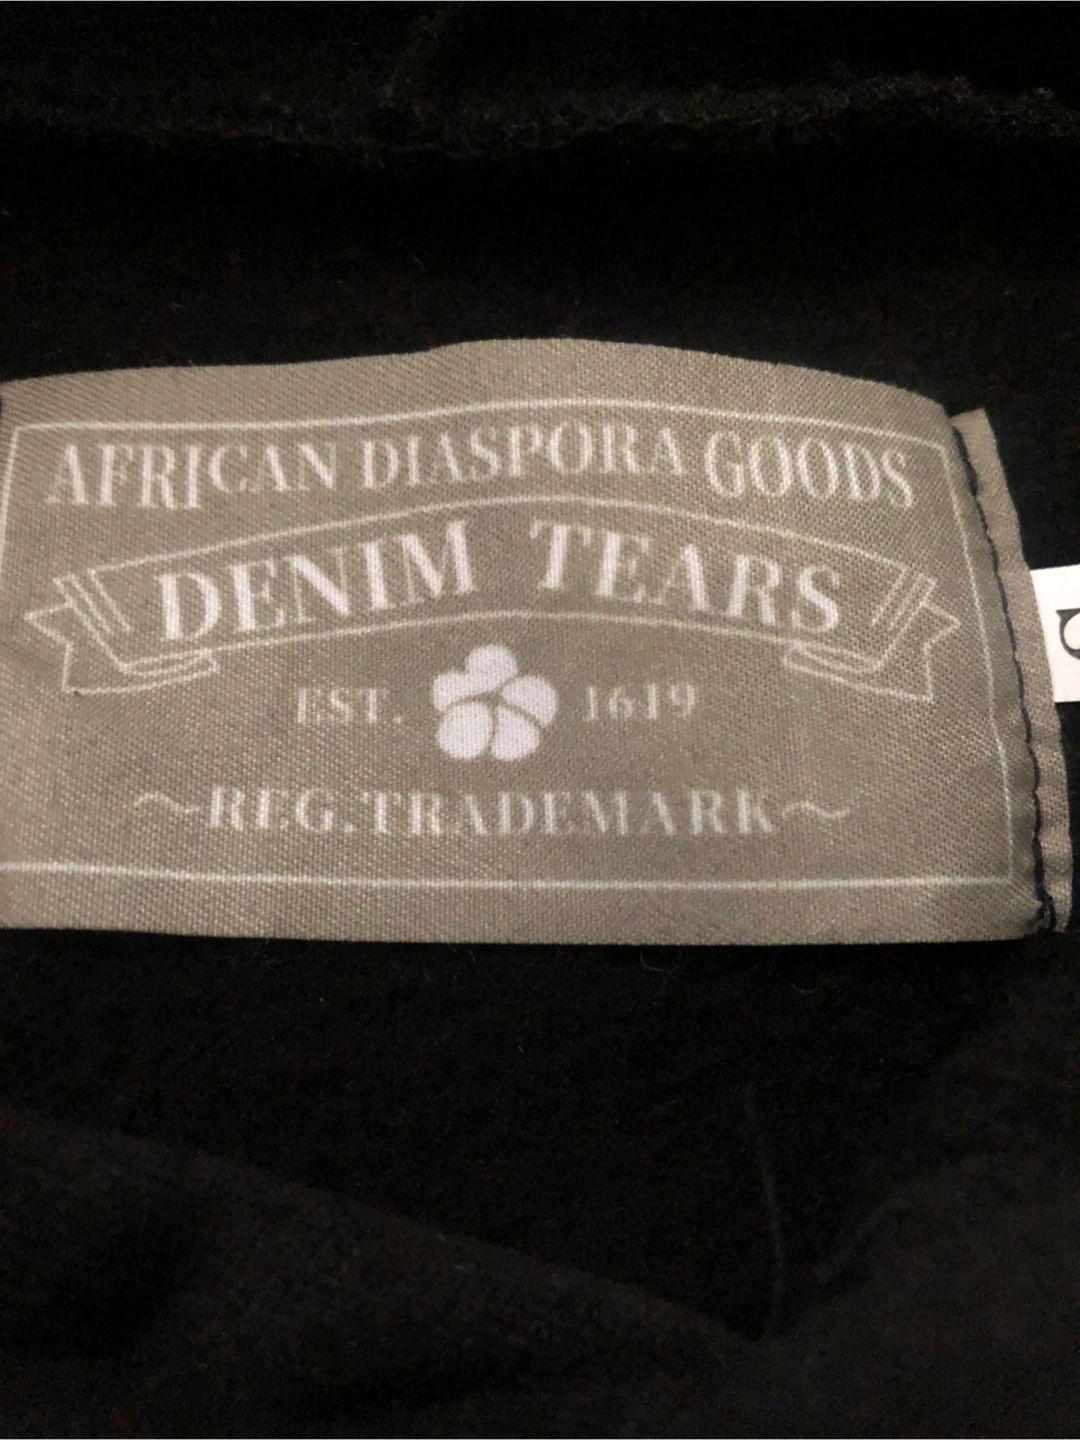 AFRICAN DIASPORA GOODS
DENIM TEARS
EST. 1619
~REG.TRADEMARK~